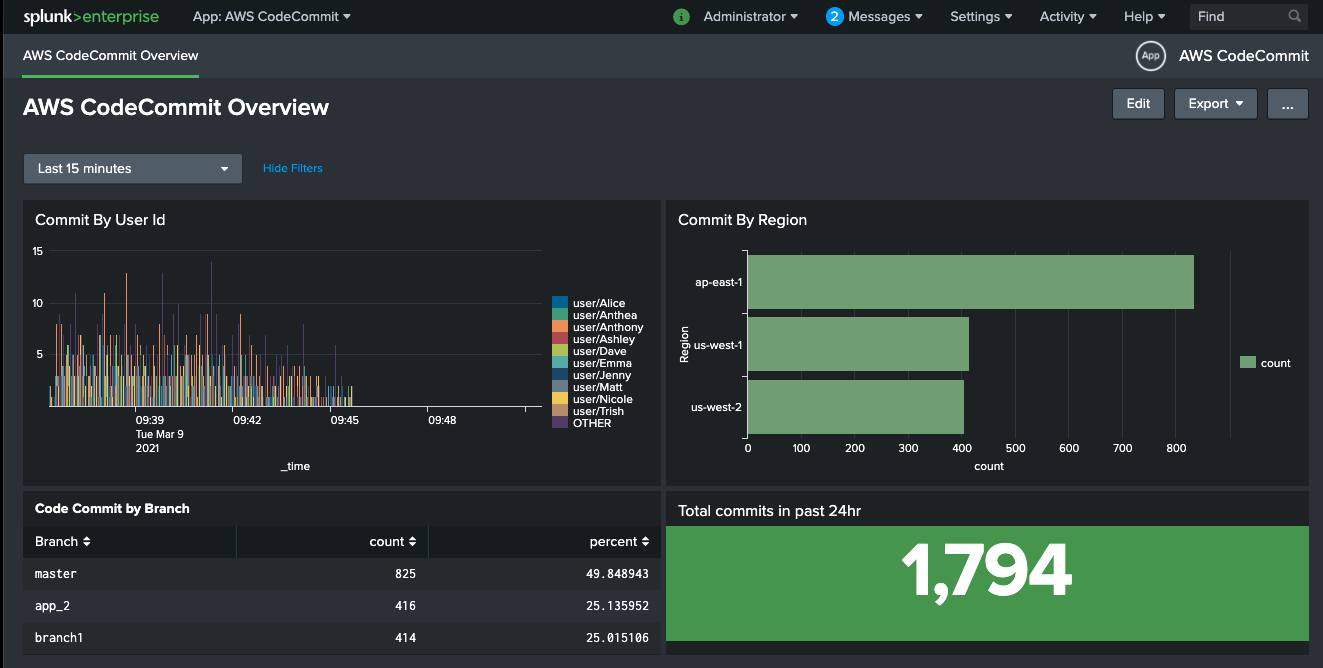 splunk>enterprise App: AWS CodeCommit i Administrator 2 Messages Settings Activity Help Find
AWS CodeCommit Overview App AWS CodeCommit
AWS CodeCommit Overview Edit Export ...
Last 15 minutes Hide Filters
Commit By User Id
15
10
5
09:39 09:42 09:45 09:48
Tue Mar 9
2021
_time
user/Alice
user/Anthea
user/Anthony
user/Ashley
user/Dave
user/Emma
user/Jenny
user/Matt
user/Nicole
user/Trish
OTHER
Commit By Region
Region
ap-east-1
us-west-1
us-west-2
0 100 200 300 400 500 600 700 800
count
count
Code Commit by Branch
Branch count percent
master 825 49.848943
app_2 416 25.135952
branch1 414 25.015106
Total commits in past 24hr
1,794